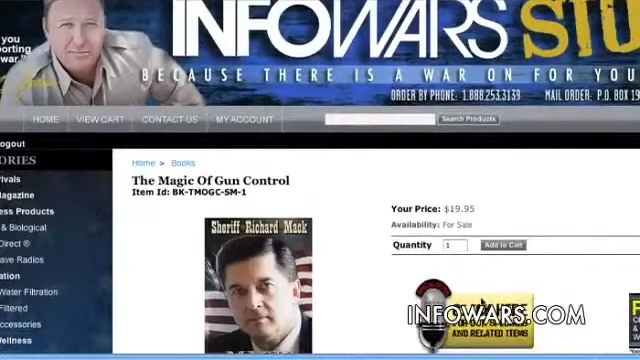 INFOWARS STO
you
porting
war."
BECAUSE THERE IS A WAR ON FOR YOU
ORDER BY PHONE: 1.888.253.3139 MAIL ORDER: P.O. BOX 19
HOME VIEW CART CONTACT US MY ACCOUNT Search Products
ogout
ORIES
Home > Books
rivals
The Magic Of Gun Control
agazine
Item Id: BK-TMOGC-SM-1
ess Products
Your Price: $19.95
& Biological
Availability: For Sale
Direct ®
Quantity 1 Add to Cart
ave Radios
Sheriff Richard Mack
ation
Water Filtration
Filtered
INFOWARS
INFOWARS.COM
ccessories
AND RELATED ITEMS
ellness